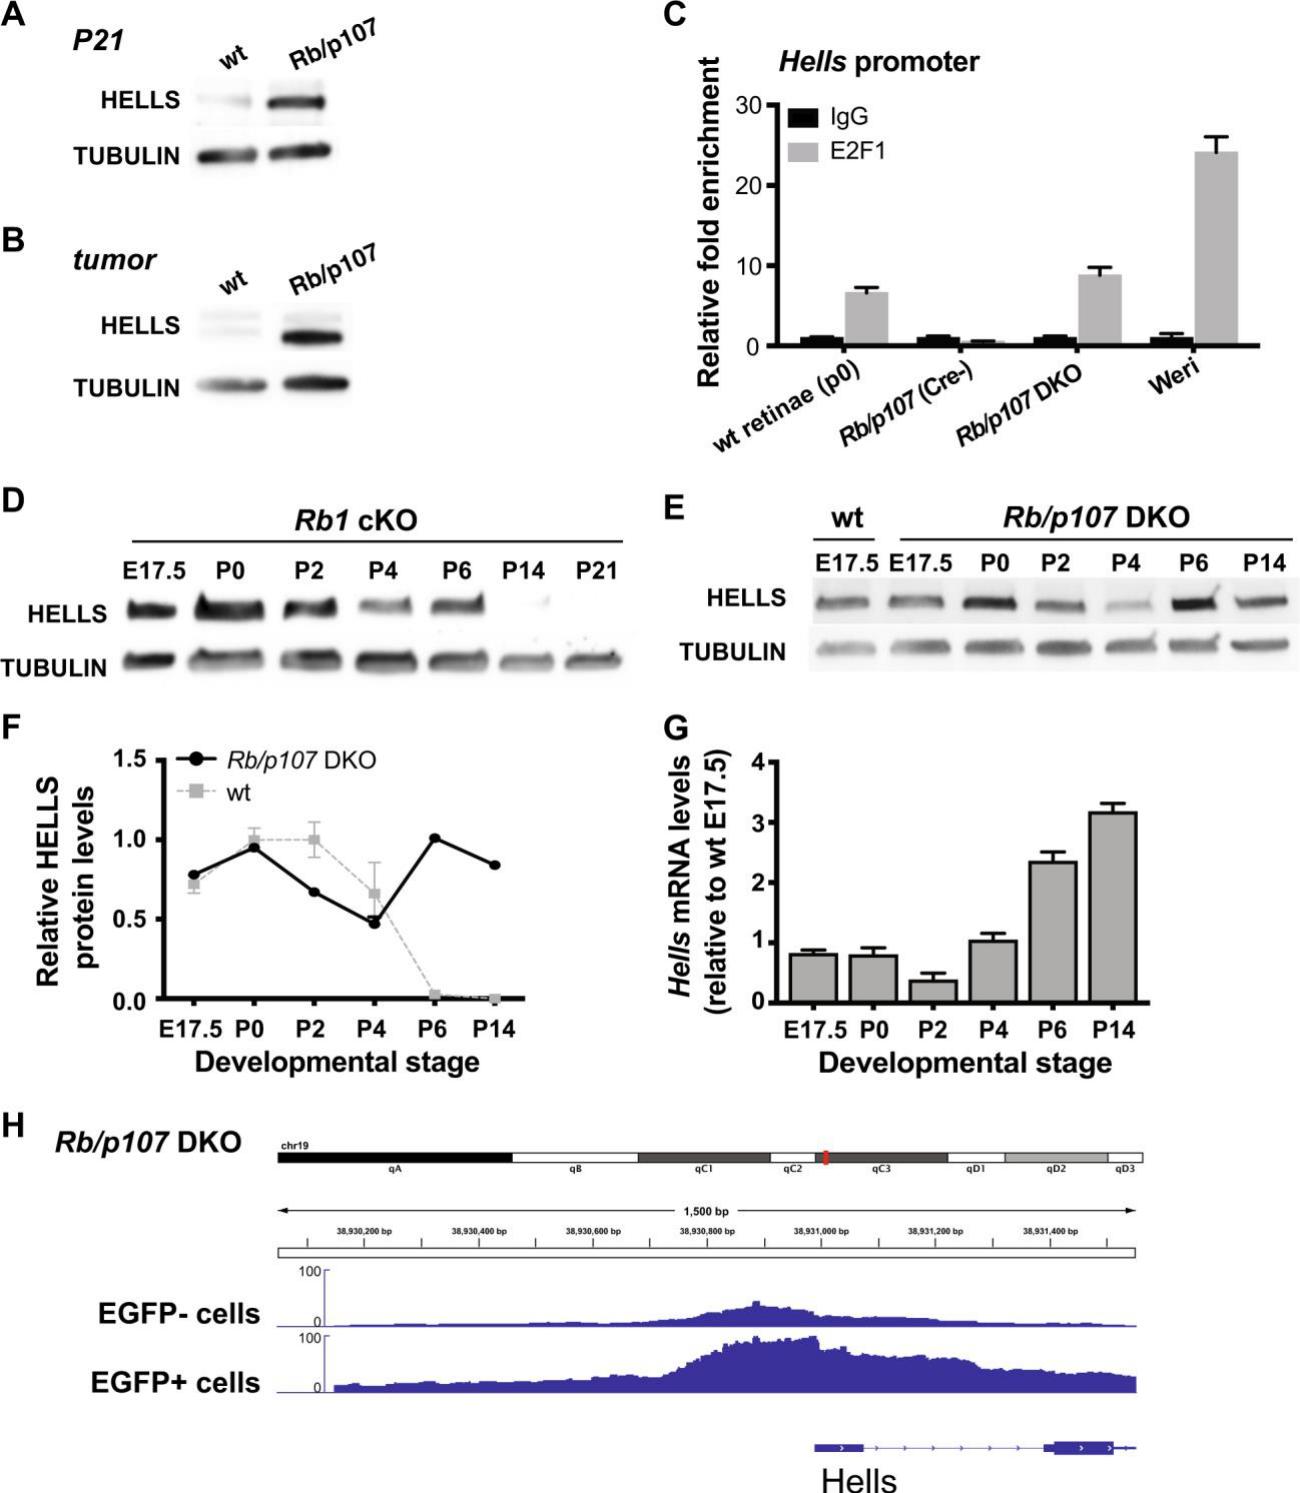 A
P21
wt Rb/p107
HELLS
TUBULIN
B
tumor
wt Rb/p107
HELLS
TUBULIN
C
Hells promoter
Relative fold enrichment
30
20
10
0
IgG
E2F1
wt retinae (p0)
Rb/p107 (Cre-)
Rb/p107 DKO
Weri
D
Rb1 cKO
E17.5 P0 P2 P4 P6 P14 P21
HELLS
TUBULIN
E
wt Rb/p107 DKO
E17.5 E17.5 P0 P2 P4 P6 P14
HELLS
TUBULIN
F
Relative HELLS
protein levels
1.5
1.0
0.5
0.0
Rb/p107 DKO
wt
E17.5 P0 P2 P4 P6 P14
Developmental stage
G
Hells mRNA levels
(relative to wt E17.5)
4
3
2
1
0
E17.5 P0 P2 P4 P6 P14
Developmental stage
H
Rb/p107 DKO
chr19
qA qB qC1 qC2 qC3 qD1 qD2 qD3
1,500 bp
38,930,200 bp 38,930,400 bp 38,930,600 bp 38,930,800 bp 38,931,000 bp 38,931,200 bp 38,931,400 bp
100
EGFP- cells
0
100
EGFP+ cells
0
Hells